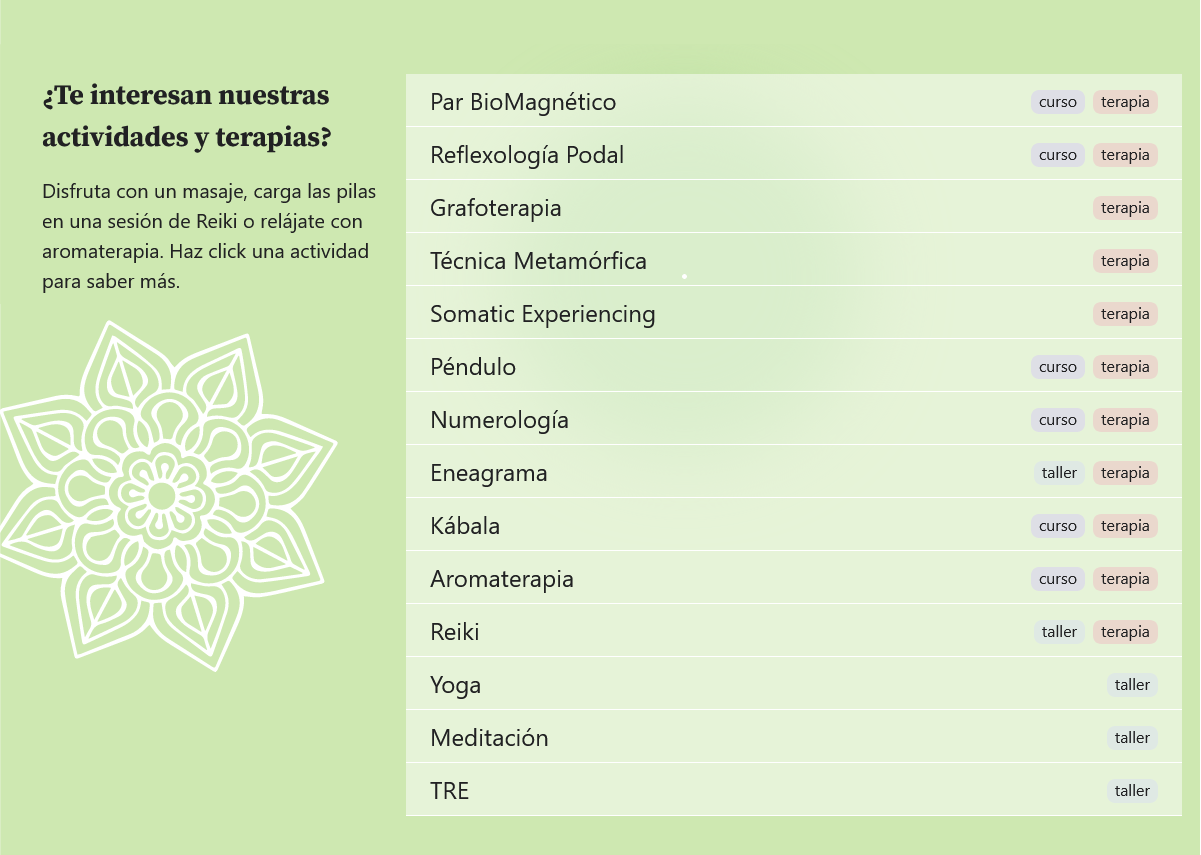 ¿Te interesan nuestras
actividades y terapias?
Disfruta con un masaje, carga las pilas
en una sesión de Reiki o relájate con
aromaterapia. Haz click una actividad
para saber más.
Par BioMagnético curso terapia
Reflexología Podal curso terapia
Grafoterapia terapia
Técnica Metamórfica terapia
Somatic Experiencing terapia
Péndulo curso terapia
Numerología curso terapia
Eneagrama taller terapia
Kábala curso terapia
Aromaterapia curso terapia
Reiki taller terapia
Yoga taller
Meditación taller
TRE taller